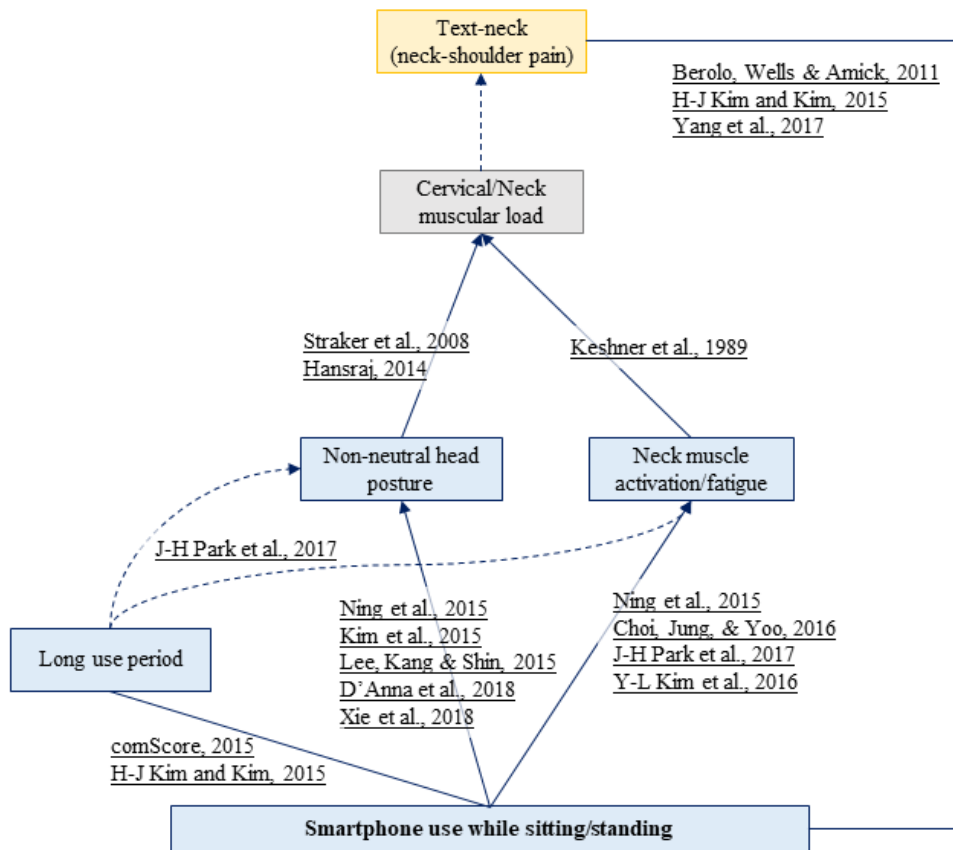 Text-neck
(neck-shoulder pain)
Berolo, Wells & Amick, 2011
H-J Kim and Kim, 2015
Yang et al., 2017
Cervical/Neck
muscular load
Straker et al., 2008
Hansraj, 2014
Keshner et al., 1989
Non-neutral head
posture
Neck muscle
activation/fatigue
J-H Park et al., 2017
Long use period
Ning et al., 2015
Kim et al., 2015
Lee, Kang & Shin, 2015
D’Anna et al., 2018
Xie et al., 2018
Ning et al., 2015
Choi, Jung, & Yoo, 2016
J-H Park et al., 2017
Y-L Kim et al., 2016
comScore, 2015
H-J Kim and Kim, 2015
Smartphone use while sitting/standing